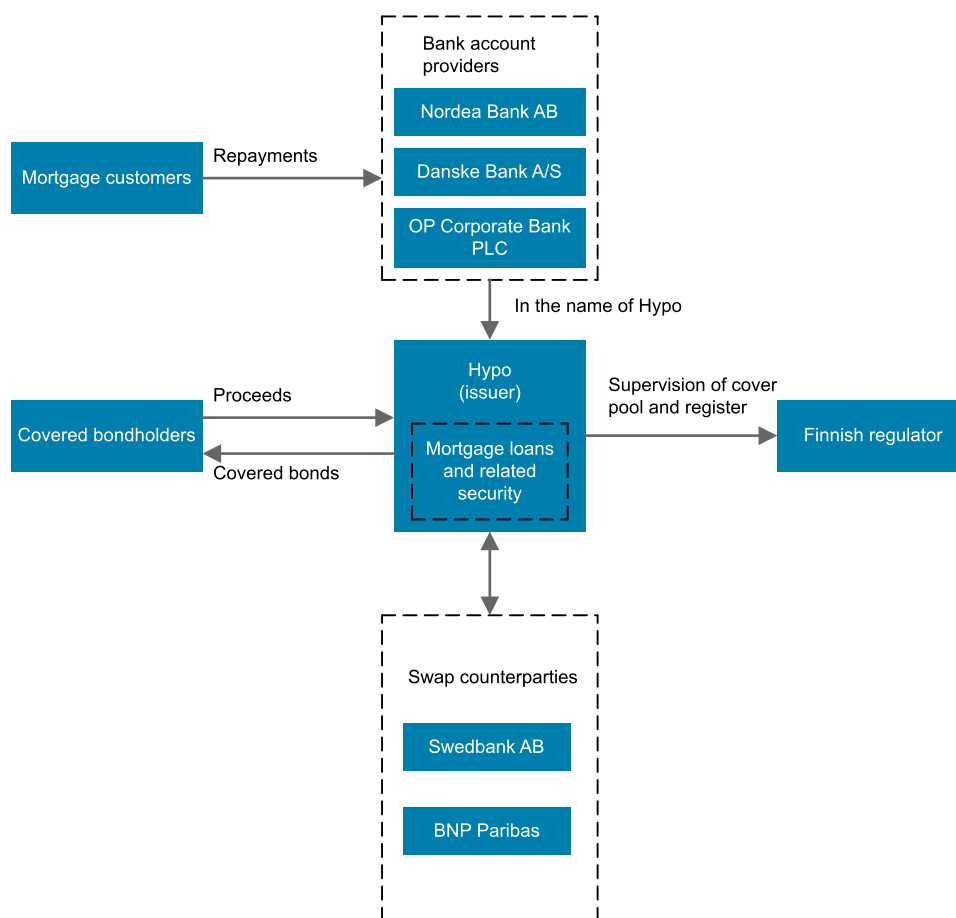 Bank account
providers
Nordea Bank AB
Danske Bank A/S
OP Corporate Bank
PLC
Mortgage customers
Repayments
In the name of Hypo
Hypo
(issuer)
Mortgage loans
and related
security
Proceeds
Covered bondholders
Covered bonds
Supervision of cover
pool and register
Finnish regulator
Swap counterparties
Swedbank AB
BNP Paribas